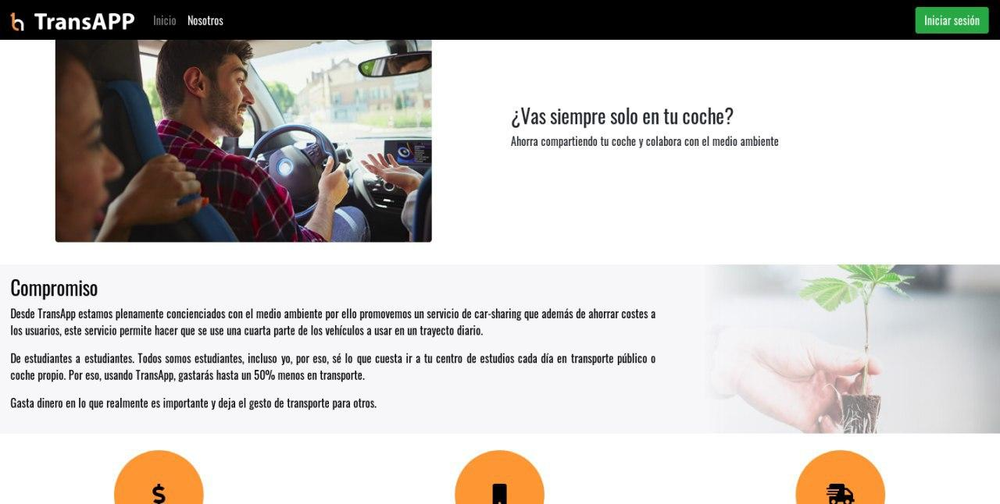 TransAPP
Inicio
Nosotros
Iniciar sesión
¿Vas siempre solo en tu coche?
Ahorra compartiendo tu coche y colabora con el medio ambiente
Compromiso
Desde TransApp estamos plenamente concienciados con el medio ambiente por ello promovemos un servicio de car-sharing que además de ahorrar costes a
los usuarios, este servicio permite hacer que se use una cuarta parte de los vehículos a usar en un trayecto diario.
De estudiantes a estudiantes. Todos somos estudiantes, incluso yo, por eso, sé lo que cuesta ir a tu centro de estudios cada día en transporte público o
coche propio. Por eso, usando TransApp, gastarás hasta un 50% menos en transporte.
Gasta dinero en lo que realmente es importante y deja el gesto de transporte para otros.
$